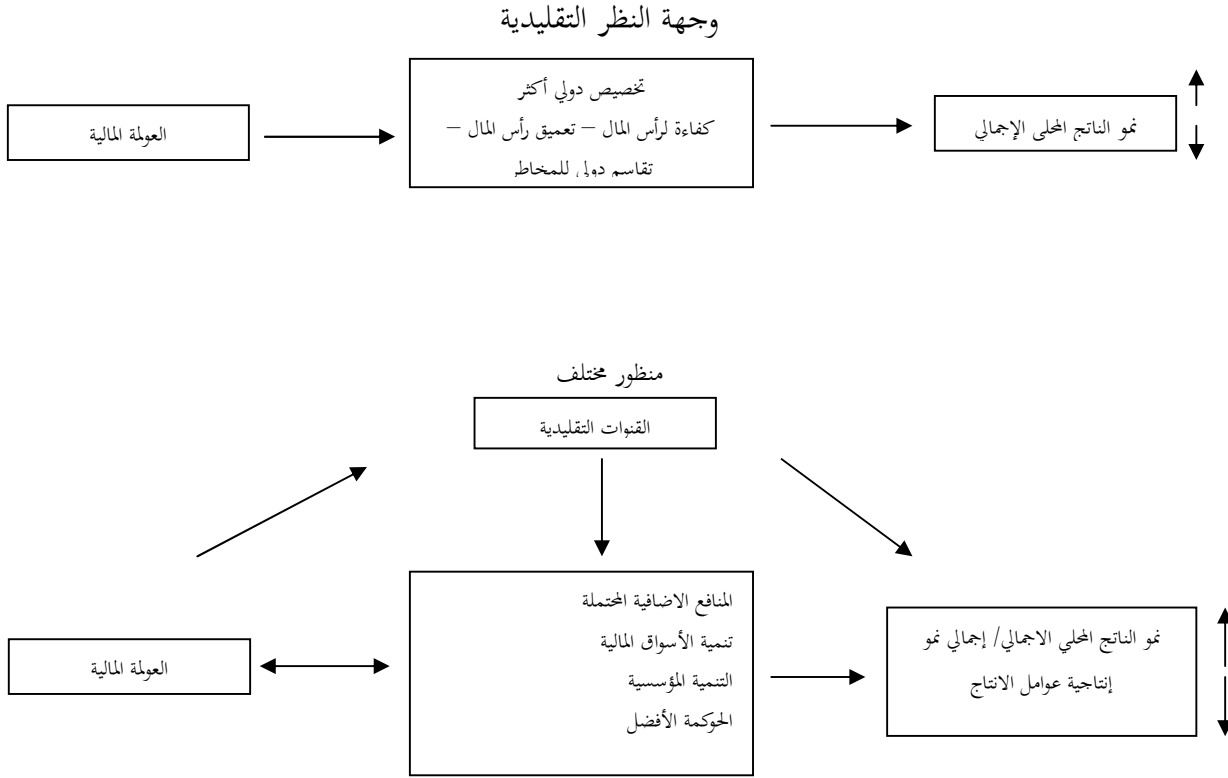 وجهة النظر التقليدية
العولمة المالية
تخصيص دولي أكثر
كفاءة لرأس المال – تعميق رأس المال –
تقاسم دولي للمخاطر
نمو الناتج المحلى الإجمالي
منظور مختلف
القنوات التقليدية
العولمة المالية
المنافع الاضافية المحتملة
تنمية الأسواق المالية
التنمية المؤسسية
الحوكمة الأفضل
نمو الناتج المحلي الاجمالي/ إجمالي نمو
إنتاجية عوامل الانتاج